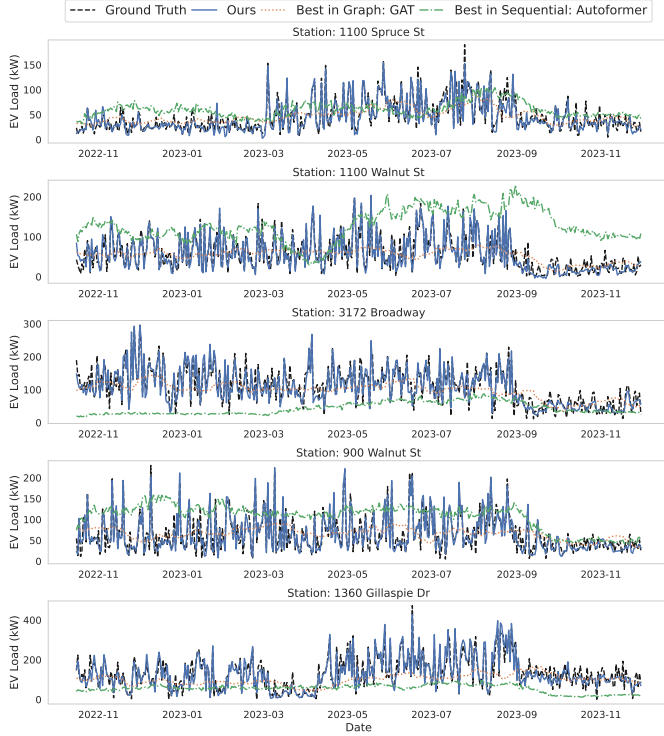 Ground Truth Ours Best in Graph: GAT Best in Sequential: Autoformer
Station: 1100 Spruce St
EV Load (kW)
150
100
50
0
2022-11 2023-01 2023-03 2023-05 2023-07 2023-09 2023-11
Station: 1100 Walnut St
EV Load (kW)
200
100
0
2022-11 2023-01 2023-03 2023-05 2023-07 2023-09 2023-11
Station: 3172 Broadway
EV Load (kW)
300
200
100
0
2022-11 2023-01 2023-03 2023-05 2023-07 2023-09 2023-11
Station: 900 Walnut St
EV Load (kW)
200
150
100
50
0
2022-11 2023-01 2023-03 2023-05 2023-07 2023-09 2023-11
Station: 1360 Gillaspie Dr
EV Load (kW)
400
200
0
2022-11 2023-01 2023-03 2023-05 2023-07 2023-09 2023-11
Date